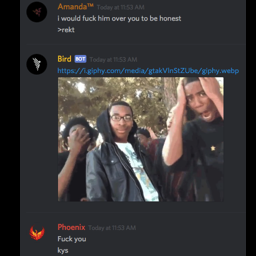 Amanda™ Today at 11:53 AM
i would fuck him over you to be honest
>rekt
Bird BOT Today at 11:53 AM
https://i.giphy.com/media/gtakVlnStZUbe/giphy.webp
Phoenix Today at 11:53 AM
Fuck you
kys